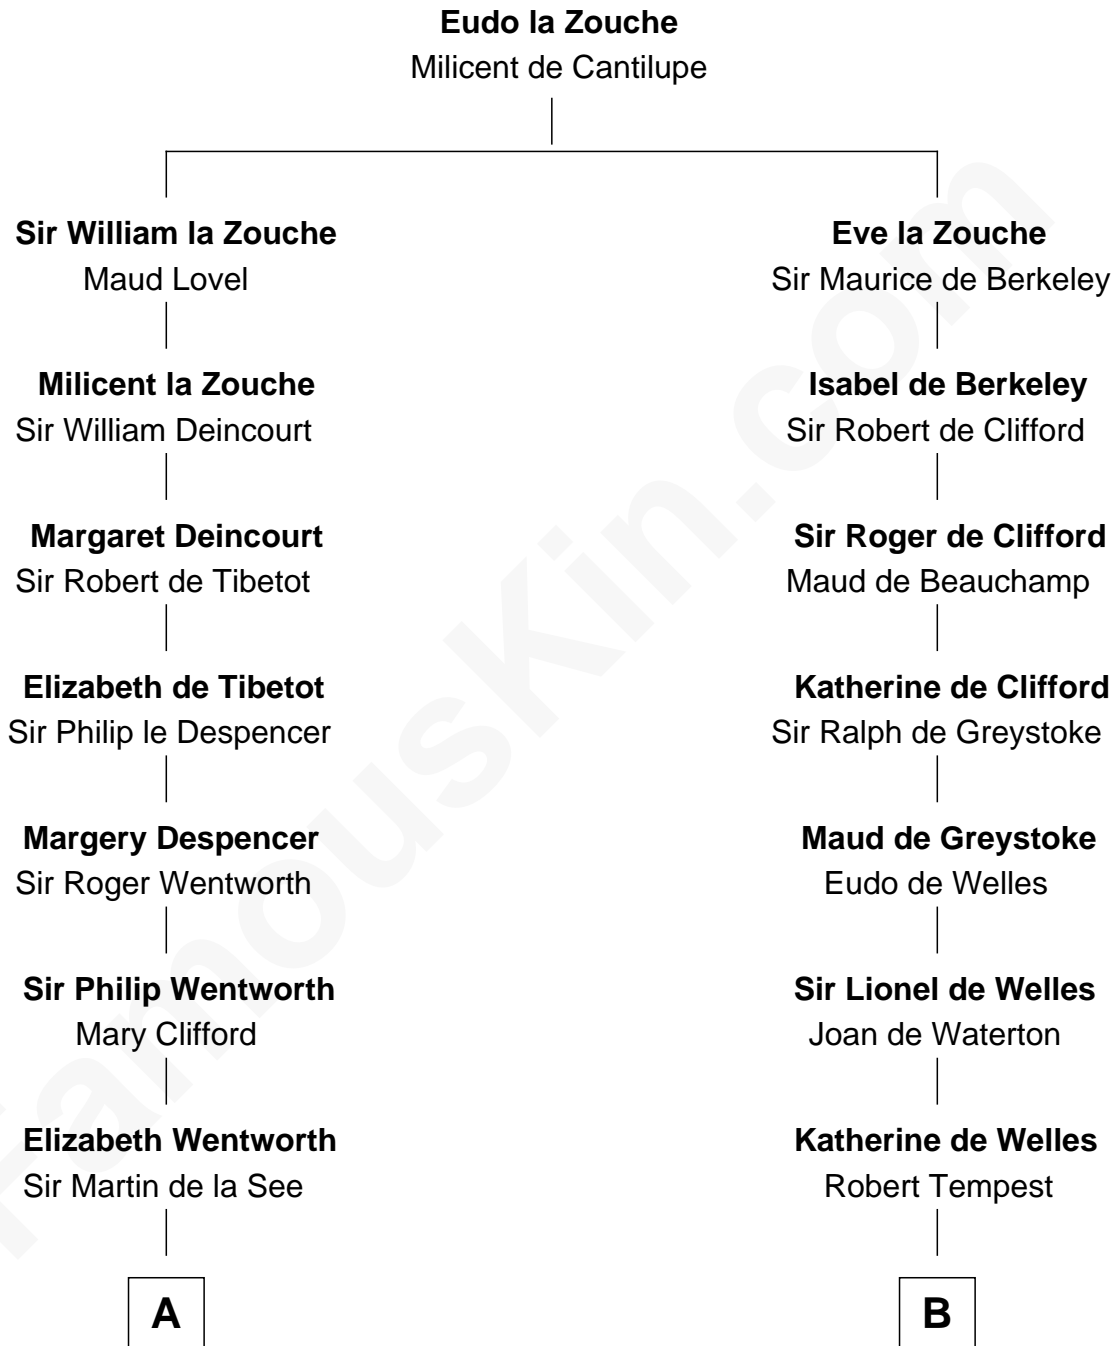 Eudo la Zouche
Milicent de Cantilupe
Sir William la Zouche
Maud Lovel
Eve la Zouche
Sir Maurice de Berkeley
Milicent la Zouche
Sir William Deincourt
Isabel de Berkeley
Sir Robert de Clifford
Margaret Deincourt
Sir Robert de Tibetot
Sir Roger de Clifford
Maud de Beauchamp
Elizabeth de Tibetot
Sir Philip le Despencer
Katherine de Clifford
Sir Ralph de Greystoke
Margery Despencer
Sir Roger Wentworth
Maud de Greystoke
Eudo de Welles
Sir Philip Wentworth
Mary Clifford
Sir Lionel de Welles
Joan de Waterton
Elizabeth Wentworth
Sir Martin de la See
Katherine de Welles
Robert Tempest
A
B
FamousKin.com